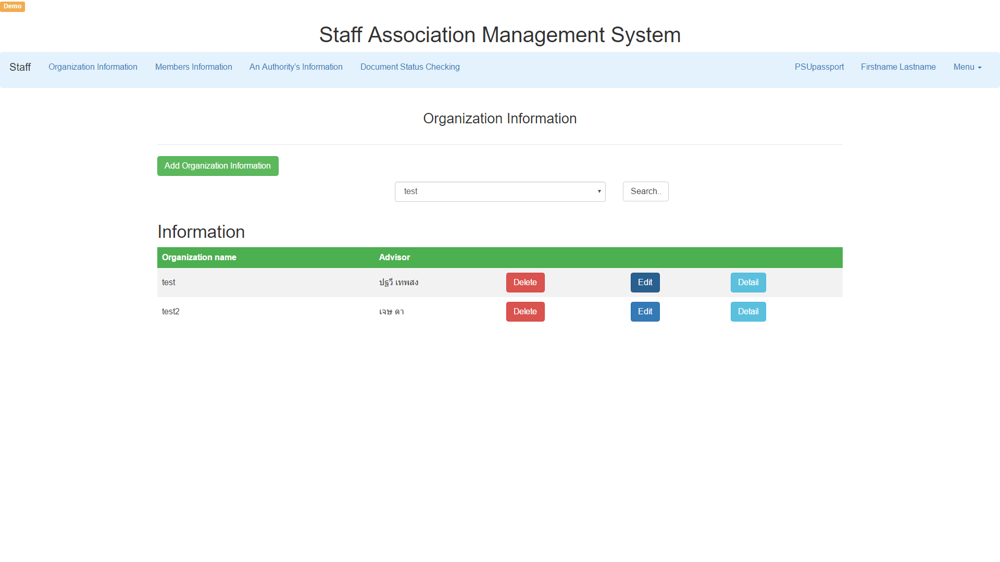 Demo
Staff Association Management System
Staff Organization Information Members Information An Authority’s Information Document Status Checking PSUpassport Firstname Lastname Menu
Organization Information
Add Organization Information
test Search..
Information
Organization name Advisor
test ปฐวี เทพสง Delete Edit Detail
test2 เจษ ดา Delete Edit Detail